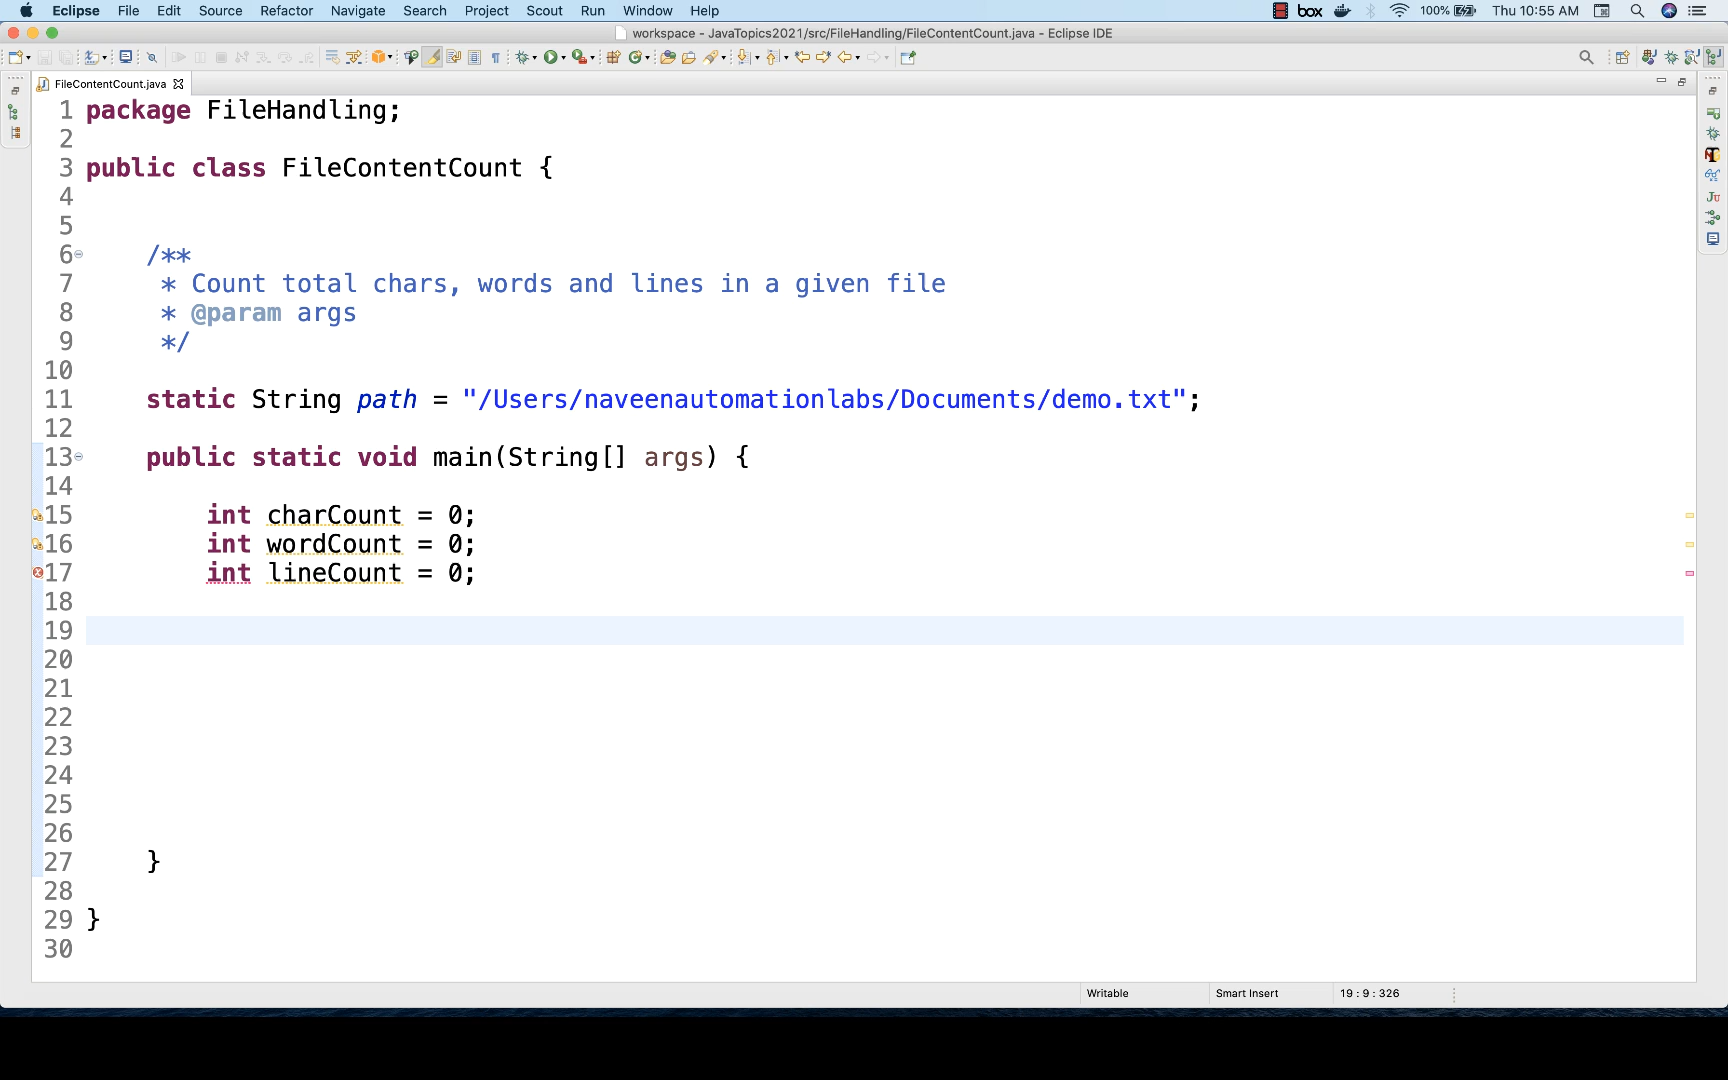 Eclipse File Edit Source Refactor Navigate Search Project Scout Run Window Help box 100% Thu 10:55 AM
workspace - JavaTopics2021/src/FileHandling/FileContentCount.java - Eclipse IDE
FileContentCount.java
1 package FileHandling;
2
3 public class FileContentCount {
4
5
6 /**
7 * Count total chars, words and lines in a given file
8 * @param args
9 */
10
11 static String path = "/Users/naveenautomationlabs/Documents/demo.txt";
12
13 public static void main(String[] args) {
14
15 int charCount = 0;
16 int wordCount = 0;
17 int lineCount = 0;
18
19
20
21
22
23
24
25
26
27 }
28
29 }
30
Ju
Writable Smart Insert 19 : 9 : 326